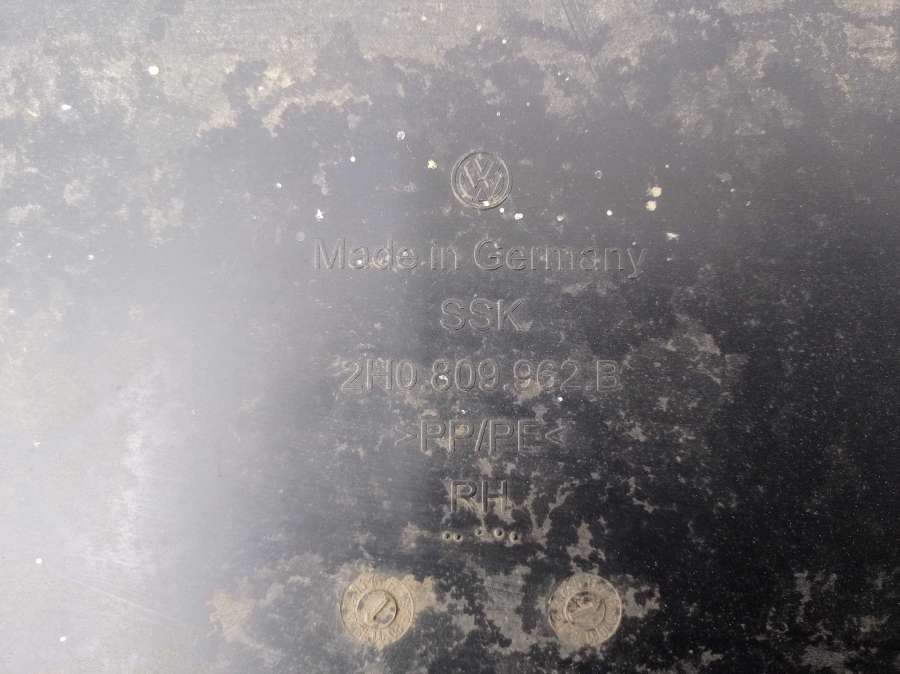 Made in Germany
SSK
2H0.809.962.B
>PP/PE<
RH